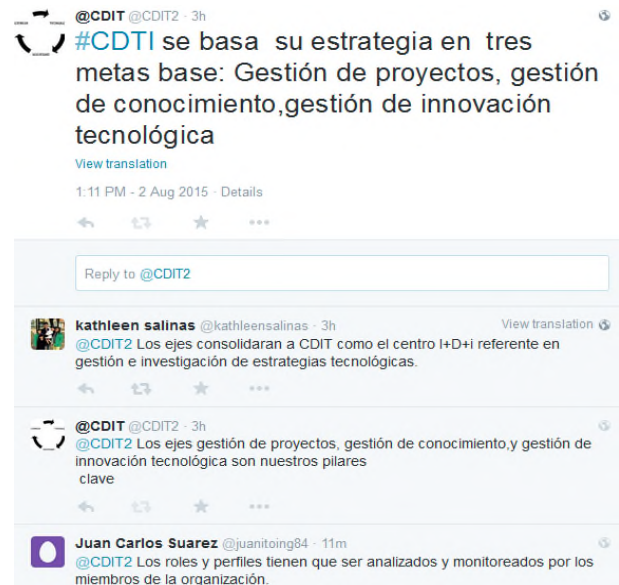 @CDIT @CDIT2 · 3h
#CDTI se basa su estrategia en tres
metas base: Gestión de proyectos, gestión
de conocimiento,gestión de innovación
tecnológica
View translation
1:11 PM - 2 Aug 2015 · Details
Reply to @CDIT2
kathleen salinas @kathleensalinas · 3h View translation
@CDIT2 Los ejes consolidaran a CDIT como el centro I+D+i referente en
gestión e investigación de estrategias tecnológicas.
@CDIT @CDIT2 · 3h
@CDIT2 Los ejes gestión de proyectos, gestión de conocimiento,y gestión de
innovación tecnológica son nuestros pilares
clave
Juan Carlos Suarez @juanitoing84 · 11m
@CDIT2 Los roles y perfiles tienen que ser analizados y monitoreados por los
miembros de la organización.